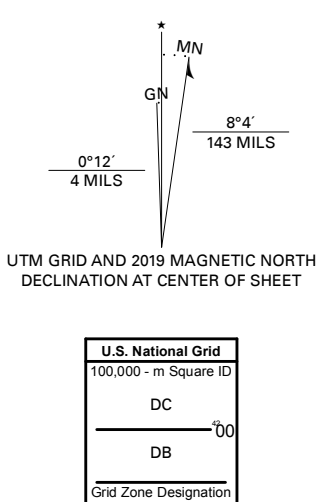 ★
MN
GN
8°4´
143 MILS
0°12´
4 MILS
UTM GRID AND 2019 MAGNETIC NORTH
DECLINATION AT CENTER OF SHEET
U.S. National Grid
100,000 - m Square ID
DC
⁴²00
DB
Grid Zone Designation